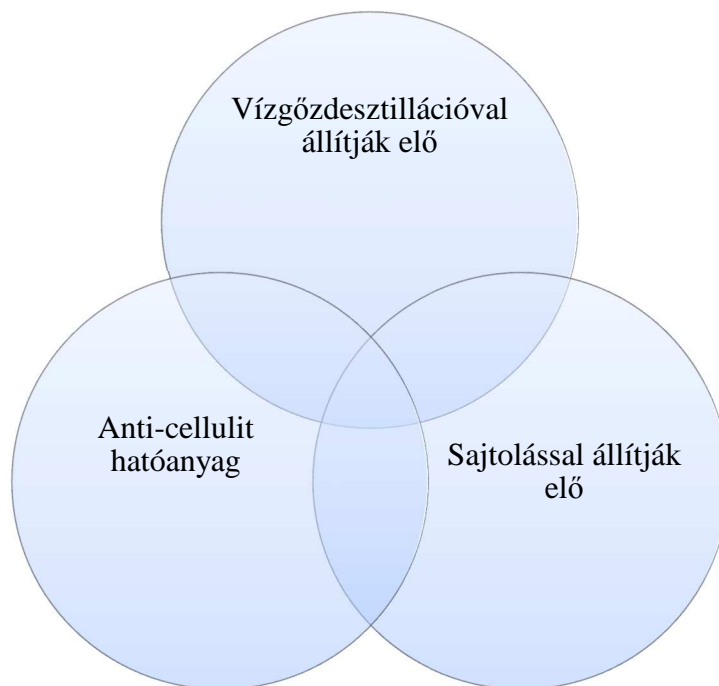 Vízgőzdesztillációval
állítják elő
Anti-cellulit
hatóanyag
Sajtolással állítják
elő